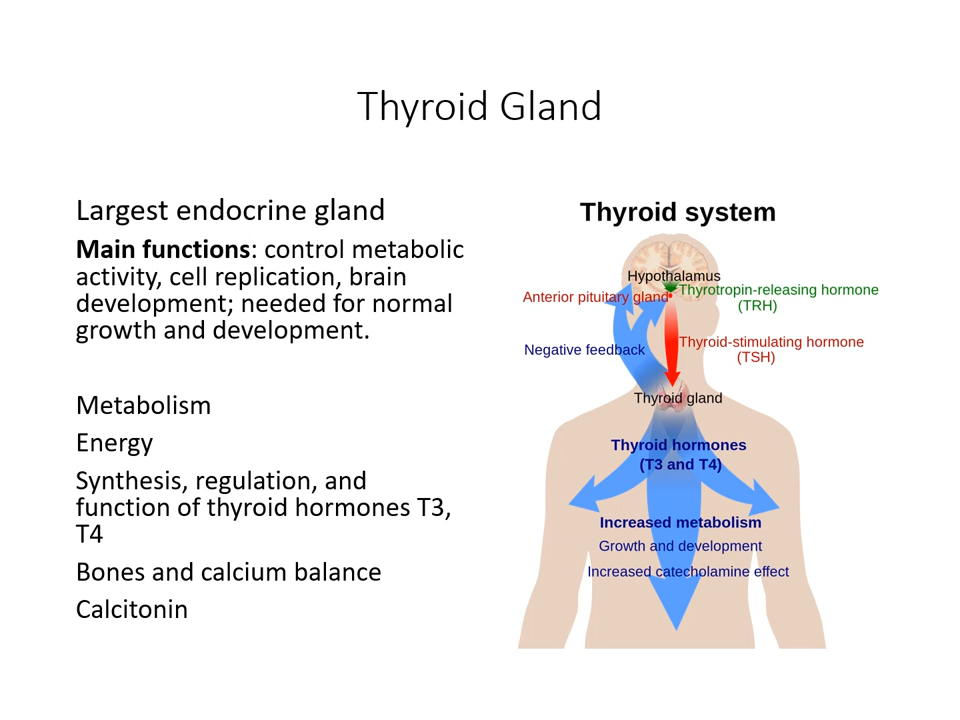 Thyroid Gland
Largest endocrine gland
Main functions: control metabolic
activity, cell replication, brain
development; needed for normal
growth and development.
Metabolism
Energy
Synthesis, regulation, and
function of thyroid hormones T3,
T4
Bones and calcium balance
Calcitonin
Thyroid system
Hypothalamus
Anterior pituitary gland
Thyrotropin-releasing hormone
(TRH)
Negative feedback
Thyroid-stimulating hormone
(TSH)
Thyroid gland
Thyroid hormones
(T3 and T4)
Increased metabolism
Growth and development
Increased catecholamine effect